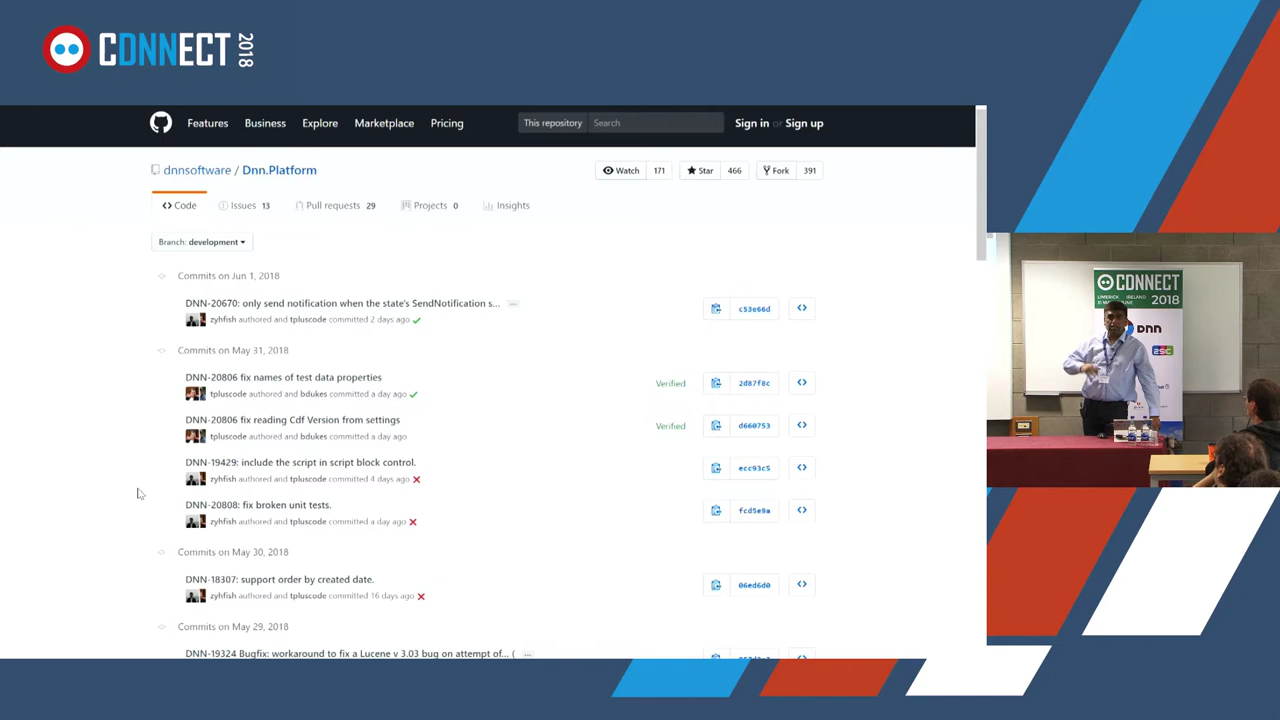 CDNNECT 2018
Features Business Explore Marketplace Pricing This repository Search Sign in or Sign up
dnnsoftware / Dnn.Platform Watch 171 Star 466 Fork 391
Code Issues 13 Pull requests 29 Projects 0 Insights
Branch: development
Commits on Jun 1, 2018
DNN-20670: only send notification when the state's SendNotification s... ...
c53e66d
zyhfish authored and tpluscode committed 2 days ago
Commits on May 31, 2018
DNN-20806 fix names of test data properties
Verified 2d87f8c
tpluscode authored and bdukes committed a day ago
DNN-20806 fix reading Cdf Version from settings
Verified d660753
tpluscode authored and bdukes committed a day ago
DNN-19429: include the script in script block control.
ecc93c5
zyhfish authored and tpluscode committed 4 days ago
DNN-20808: fix broken unit tests.
fcd5e9a
zyhfish authored and tpluscode committed a day ago
Commits on May 30, 2018
DNN-18307: support order by created date.
06ed6d0
zyhfish authored and tpluscode committed 16 days ago
Commits on May 29, 2018
DNN-19324 Bugfix: workaround to fix a Lucene v 3.03 bug on attempt of... ( ...
CONNECT
LIMERICK IRELAND
2018
DNN
2SC